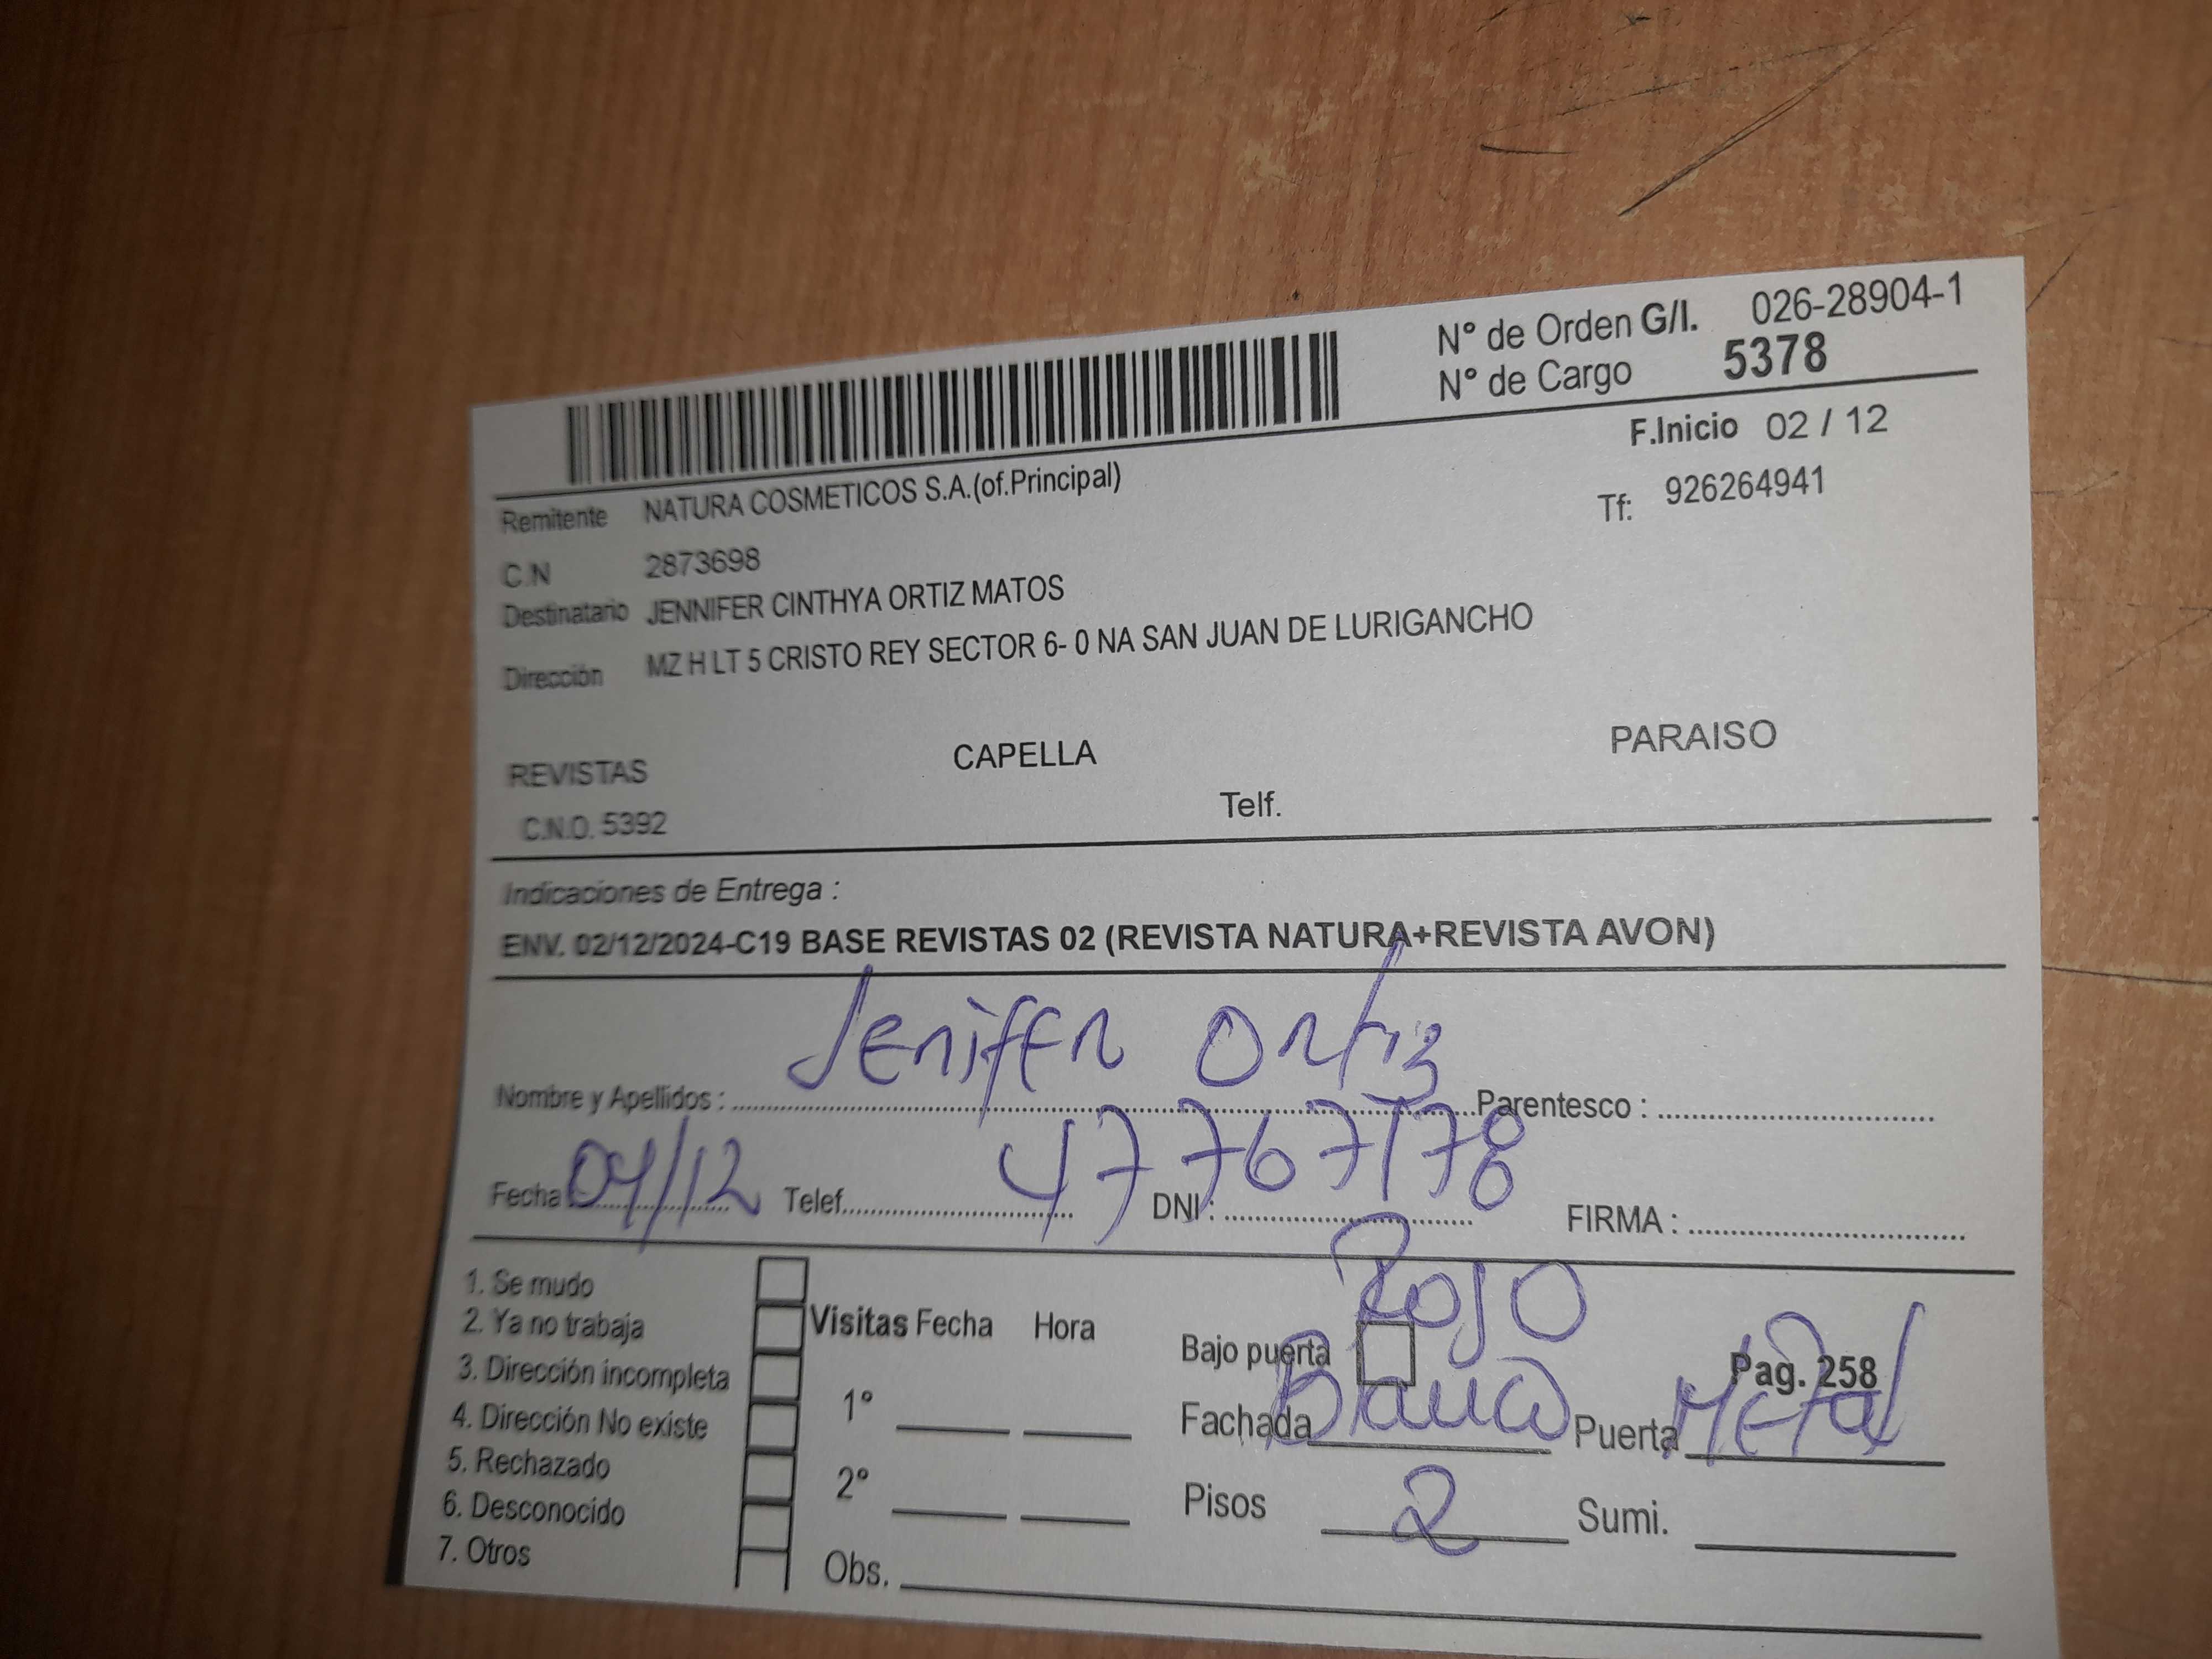 N° de Orden G/I. 026-28904-1
N° de Cargo 5378
F.Inicio 02 / 12
Remitente NATURA COSMETICOS S.A.(of.Principal)
Tf: 926264941
C.N 2873698
Destinatario JENNIFER CINTHYA ORTIZ MATOS
Dirección MZ H LT 5 CRISTO REY SECTOR 6- 0 NA SAN JUAN DE LURIGANCHO
REVISTAS CAPELLA PARAISO
C.N.O. 5392 Telf.
Indicaciones de Entrega :
ENV. 02/12/2024-C19 BASE REVISTAS 02 (REVISTA NATURA+REVISTA AVON)
Nombre y Apellidos : Jenifer Ortiz Parentesco :
Fecha 04/12 Telef. DNI : 47767178 FIRMA :
1. Se mudo
2. Ya no trabaja
3. Dirección incompleta
4. Dirección No existe
5. Rechazado
6. Desconocido
7. Otros
Visitas Fecha Hora
1°
2°
Obs.
Rojo
Bajo puerta Pag. 258
Fachada Blanco Puerta Metal
Pisos 2 Sumi.